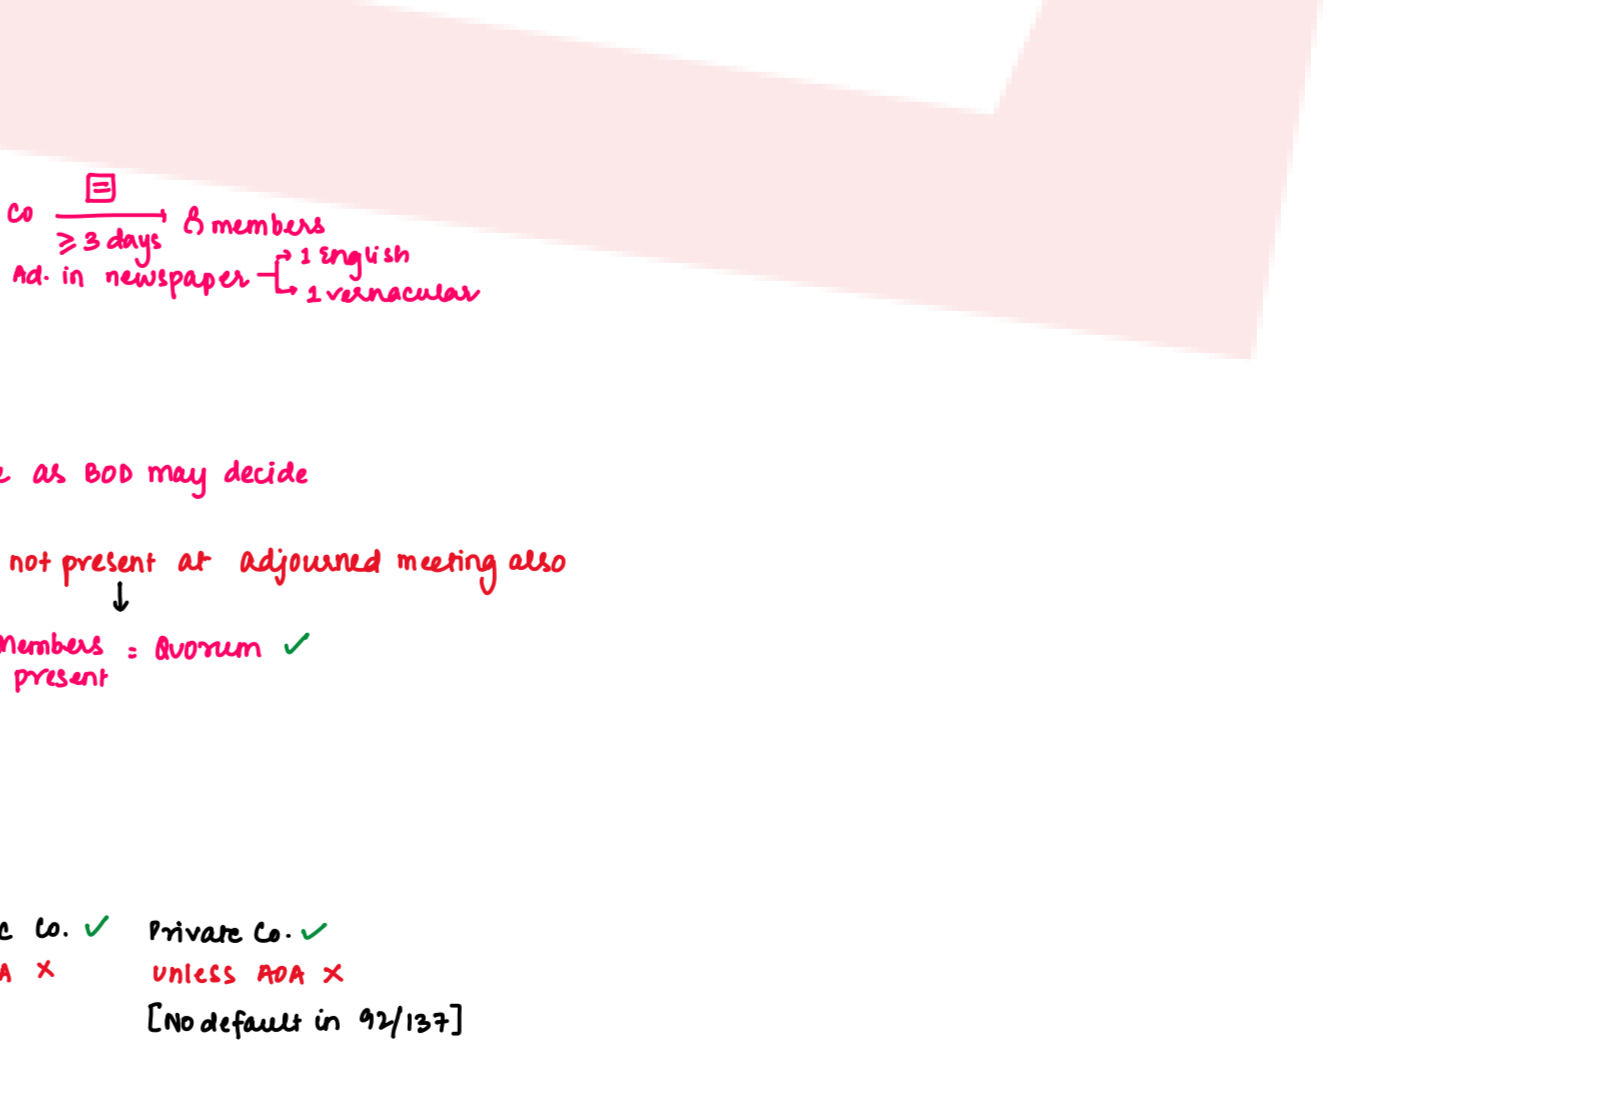 Co
≥ 3 days
8 members
Ad. in newspaper → 1 English
→ 1 vernacular
as BOD may decide
not present at adjourned meeting also
↓
Members = Quorum ✓
present
Co. ✓ Private Co. ✓
A × unless AOA ×
[No default in 92/137]